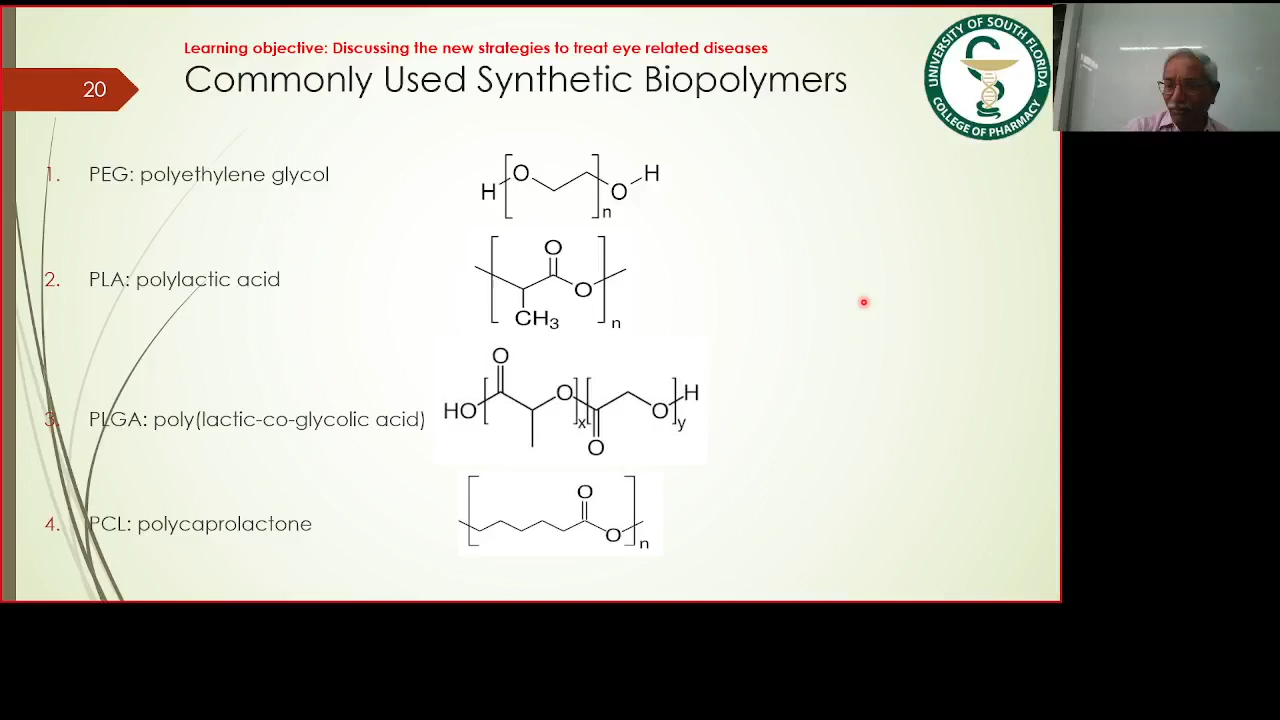 Learning objective: Discussing the new strategies to treat eye related diseases
20
Commonly Used Synthetic Biopolymers
UNIVERSITY OF SOUTH FLORIDA
COLLEGE OF PHARMACY
1. PEG: polyethylene glycol
H O n O H
2. PLA: polylactic acid
O O CH3 n
3. PLGA: poly(lactic-co-glycolic acid)
O HO O x O O H y
4. PCL: polycaprolactone
O O n